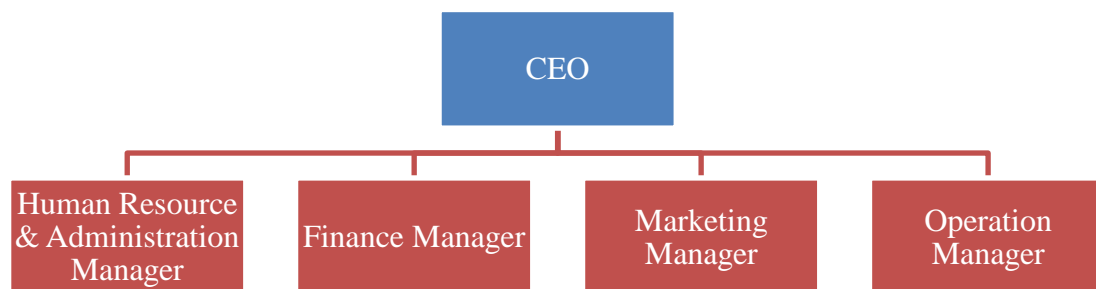 CEO
Human Resource
& Administration
Manager
Finance Manager
Marketing
Manager
Operation
Manager